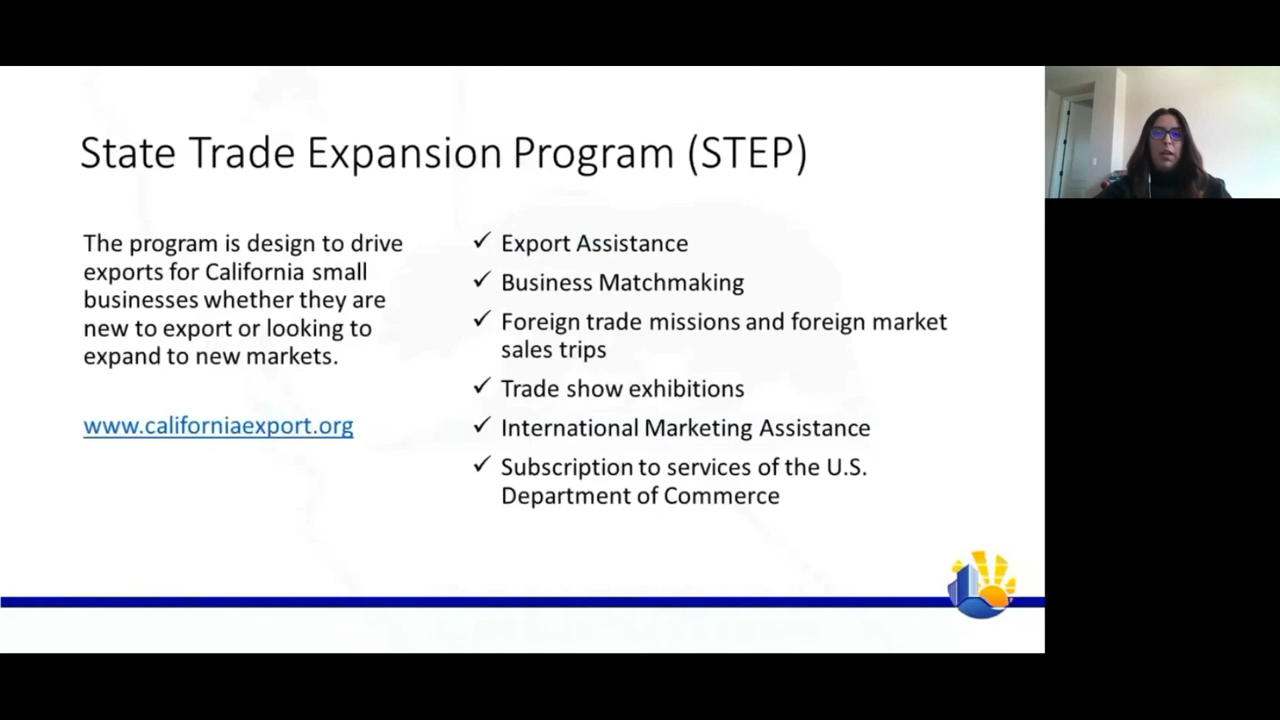 State Trade Expansion Program (STEP)
The program is design to drive
exports for California small
businesses whether they are
new to export or looking to
expand to new markets.
www.californiaexport.org
✓ Export Assistance
✓ Business Matchmaking
✓ Foreign trade missions and foreign market
sales trips
✓ Trade show exhibitions
✓ International Marketing Assistance
✓ Subscription to services of the U.S.
Department of Commerce